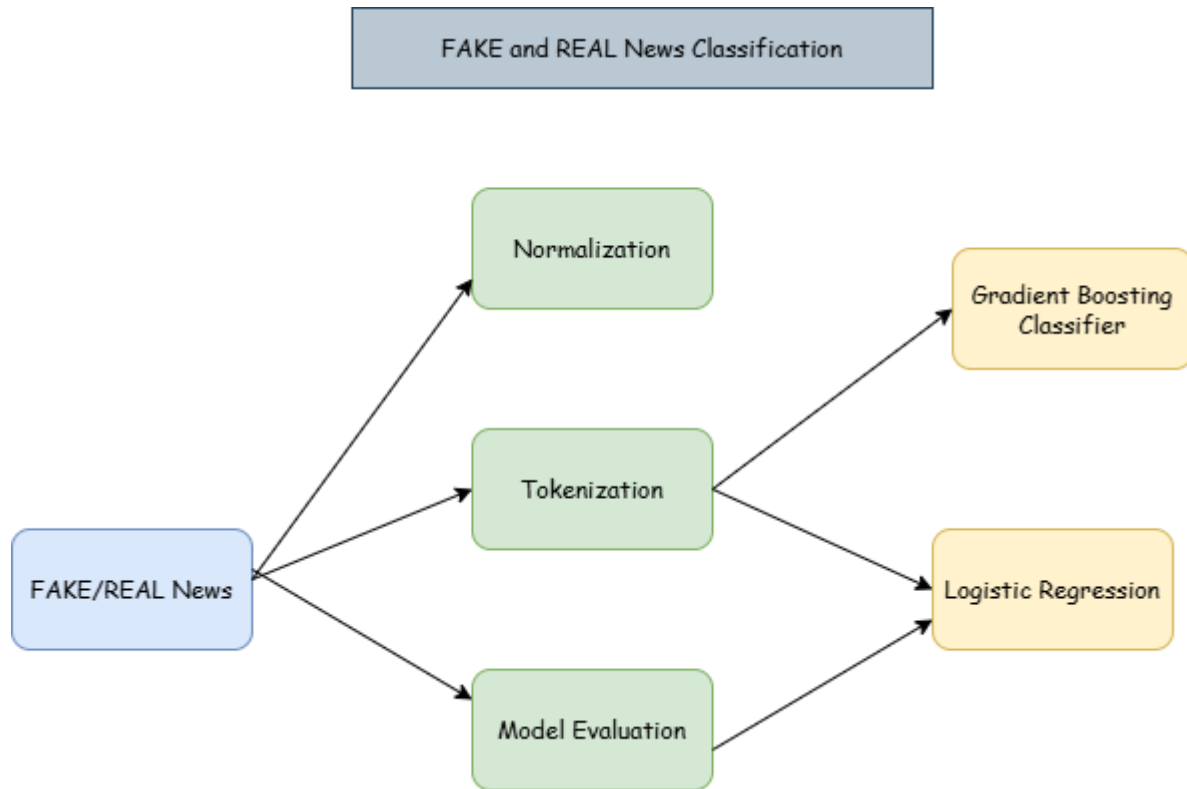 FAKE and REAL News Classification
Normalization
Gradient Boosting
Classifier
Tokenization
FAKE/REAL News
Logistic Regression
Model Evaluation